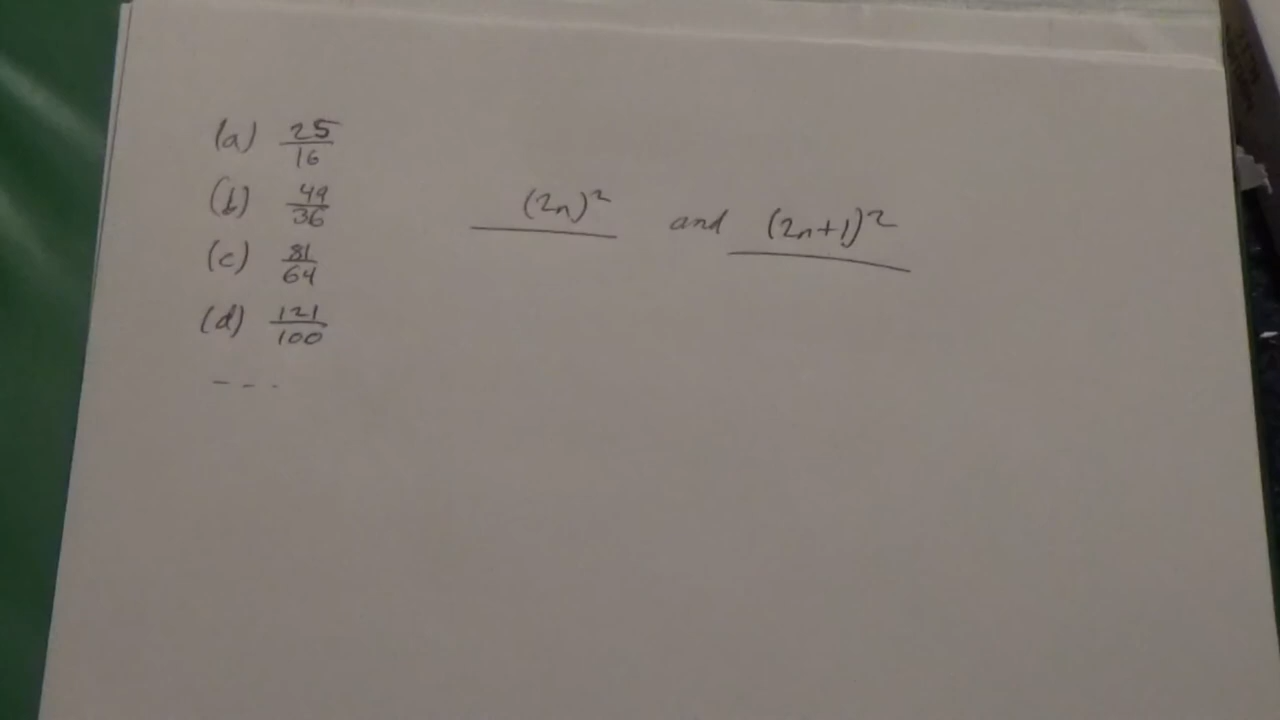 (a) 25/16
(b) 49/36
(c) 81/64
(d) 121/100
---.
(2n)² and (2n+1)²